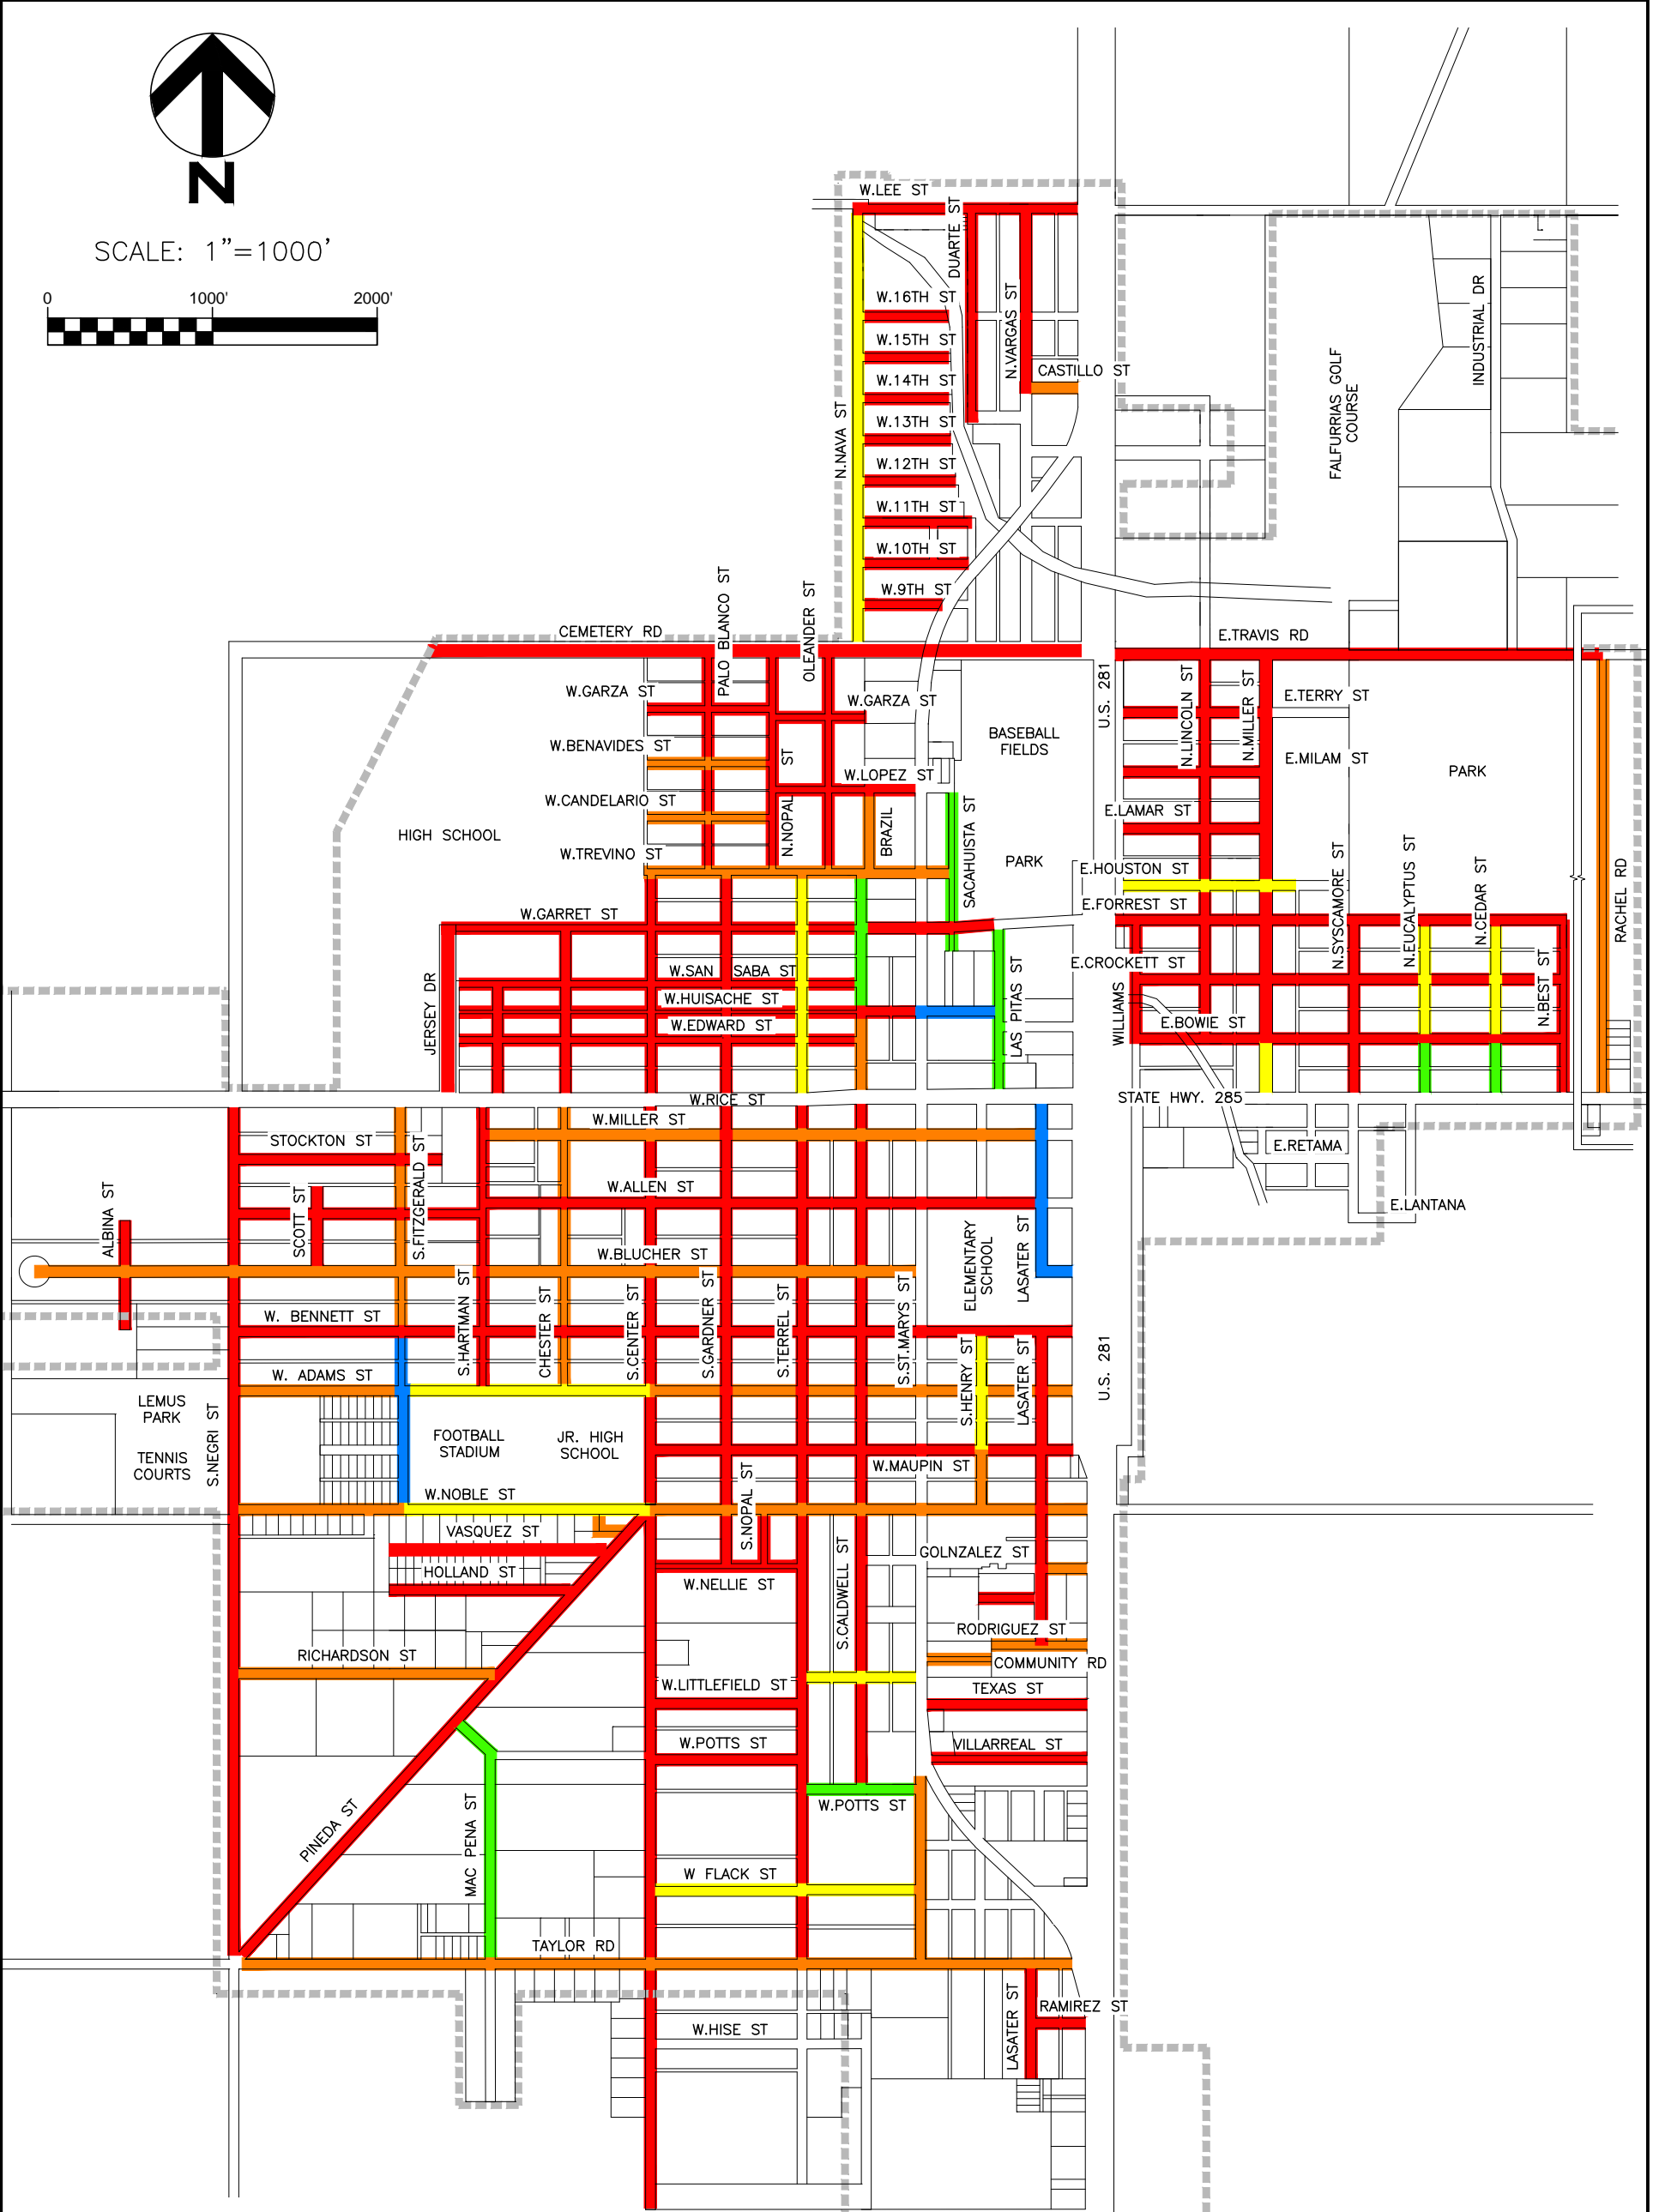 N
SCALE: 1"=1000'
0 1000' 2000'
W.LEE ST
DUARTE ST
W.16TH ST
N.VARGAS ST
W.15TH ST
CASTILLO ST
W.14TH ST
N.NAVA ST
W.13TH ST
W.12TH ST
W.11TH ST
W.10TH ST
W.9TH ST
INDUSTRIAL DR
FALFURRIAS GOLF
COURSE
CEMETERY RD
PALO BLANCO ST
OLEANDER ST
E.TRAVIS RD
W.GARZA ST
W.GARZA ST
U.S. 281
N.LINCOLN ST
N.MILLER ST
E.TERRY ST
BASEBALL
FIELDS
W.BENAVIDES ST
ST
N.NOPAL
W.LOPEZ ST
E.MILAM ST
PARK
W.CANDELARIO ST
BRAZIL
SACAHUISTA ST
E.LAMAR ST
HIGH SCHOOL
W.TREVINO ST
PARK
E.HOUSTON ST
N.SYSCAMORE ST
N.EUCALYPTUS ST
N.CEDAR ST
RACHEL RD
E.FORREST ST
W.GARRET ST
W.SAN SABA ST
E.CROCKETT ST
W.HUISACHE ST
JERSEY DR
LAS PITAS ST
WILLIAMS
N.BEST ST
W.EDWARD ST
E.BOWIE ST
W.RICE ST
STATE HWY. 285
W.MILLER ST
STOCKTON ST
S.FITZGERALD ST
E.RETAMA
W.ALLEN ST
E.LANTANA
ALBINA ST
SCOTT ST
W.BLUCHER ST
ELEMENTARY
SCHOOL
LASATER ST
S.HARTMAN ST
CHESTER ST
S.CENTER ST
S.GARDNER ST
S.TERREL ST
S.ST.MARYS ST
W. BENNETT ST
S.HENRY ST
LASATER ST
U.S. 281
W. ADAMS ST
LEMUS
PARK
TENNIS
COURTS
S.NEGRI ST
FOOTBALL
STADIUM
JR. HIGH
SCHOOL
W.MAUPIN ST
W.NOBLE ST
S.NOPAL ST
VASQUEZ ST
S.CALDWELL ST
GOLNZALEZ ST
HOLLAND ST
W.NELLIE ST
RODRIGUEZ ST
RICHARDSON ST
COMMUNITY RD
W.LITTLEFIELD ST
TEXAS ST
W.POTTS ST
VILLARREAL ST
PINEDA ST
MAC PENA ST
W.POTTS ST
W FLACK ST
TAYLOR RD
LASATER ST
RAMIREZ ST
W.HISE ST